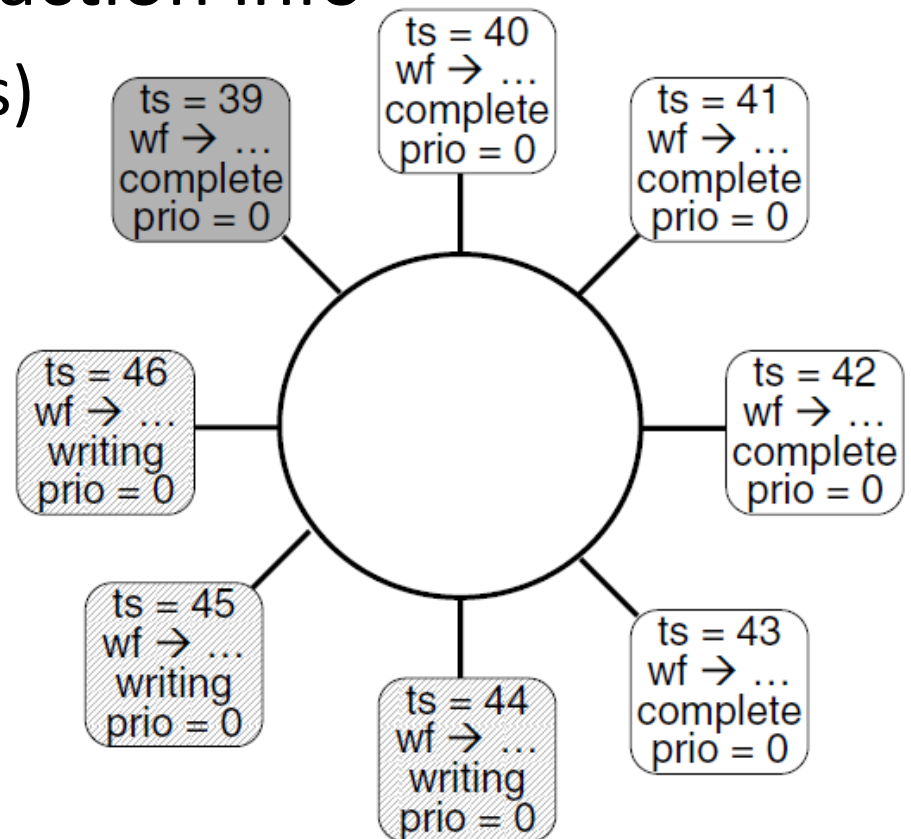 s)
ts = 40
wf → ...
complete
prio = 0
ts = 39
wf → ...
complete
prio = 0
ts = 41
wf → ...
complete
prio = 0
ts = 46
wf → ...
writing
prio = 0
ts = 42
wf → ...
complete
prio = 0
ts = 45
wf → ...
writing
prio = 0
ts = 43
wf → ...
complete
prio = 0
ts = 44
wf → ...
writing
prio = 0